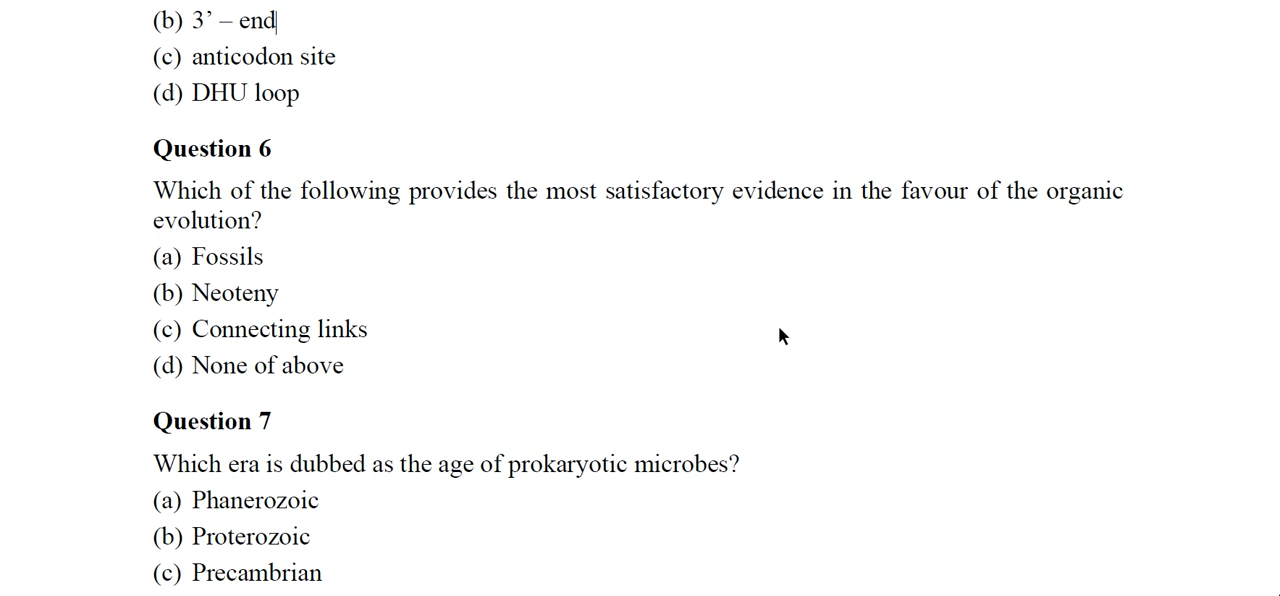 (b) 3’ – end
(c) anticodon site
(d) DHU loop
Question 6
Which of the following provides the most satisfactory evidence in the favour of the organic
evolution?
(a) Fossils
(b) Neoteny
(c) Connecting links
(d) None of above
Question 7
Which era is dubbed as the age of prokaryotic microbes?
(a) Phanerozoic
(b) Proterozoic
(c) Precambrian